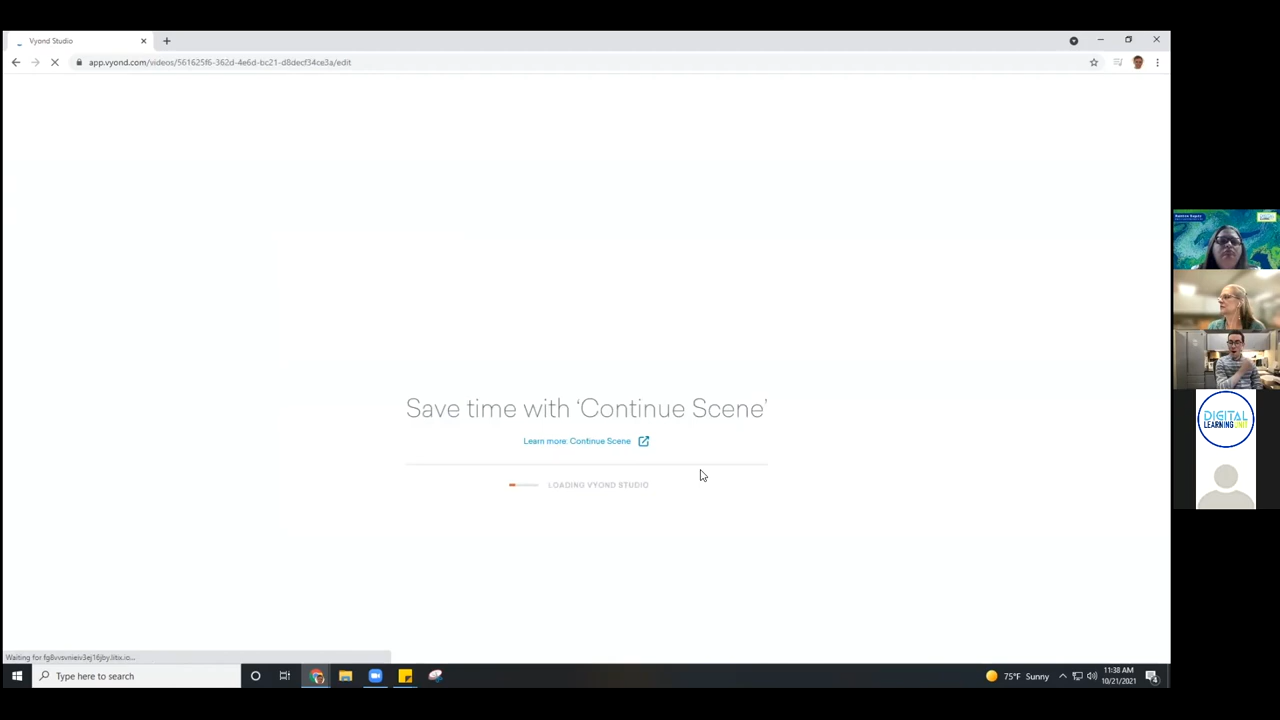 Vyond Studio
app.vyond.com/videos/561625f6-362d-4e6d-bc21-d8decf34ce3a/edit
Save time with ‘Continue Scene’
Learn more: Continue Scene
LOADING VYOND STUDIO
DIGITAL
LEARNING UNIT
Type here to search
75°F Sunny
11:38 AM
10/21/2021
4